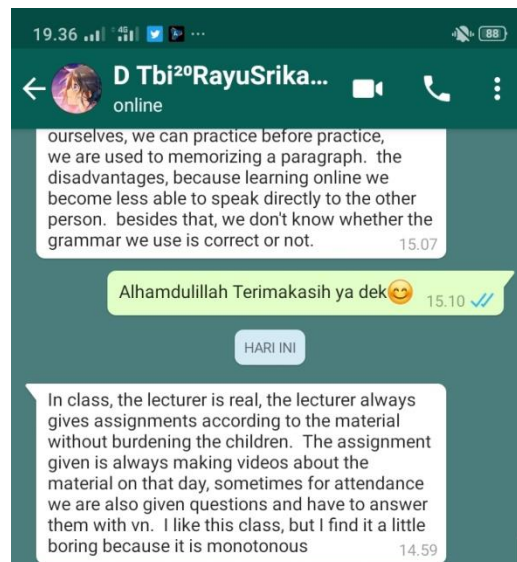 19.36 4G 88
D Tbi²⁰RayuSrika...
online
ourselves, we can practice before practice,
we are used to memorizing a paragraph. the
disadvantages, because learning online we
become less able to speak directly to the other
person. besides that, we don't know whether the
grammar we use is correct or not.
15.07
Alhamdulillah Terimakasih ya dek😊 15.10
HARI INI
In class, the lecturer is real, the lecturer always
gives assignments according to the material
without burdening the children. The assignment
given is always making videos about the
material on that day, sometimes for attendance
we are also given questions and have to answer
them with vn. I like this class, but I find it a little
boring because it is monotonous
14.59